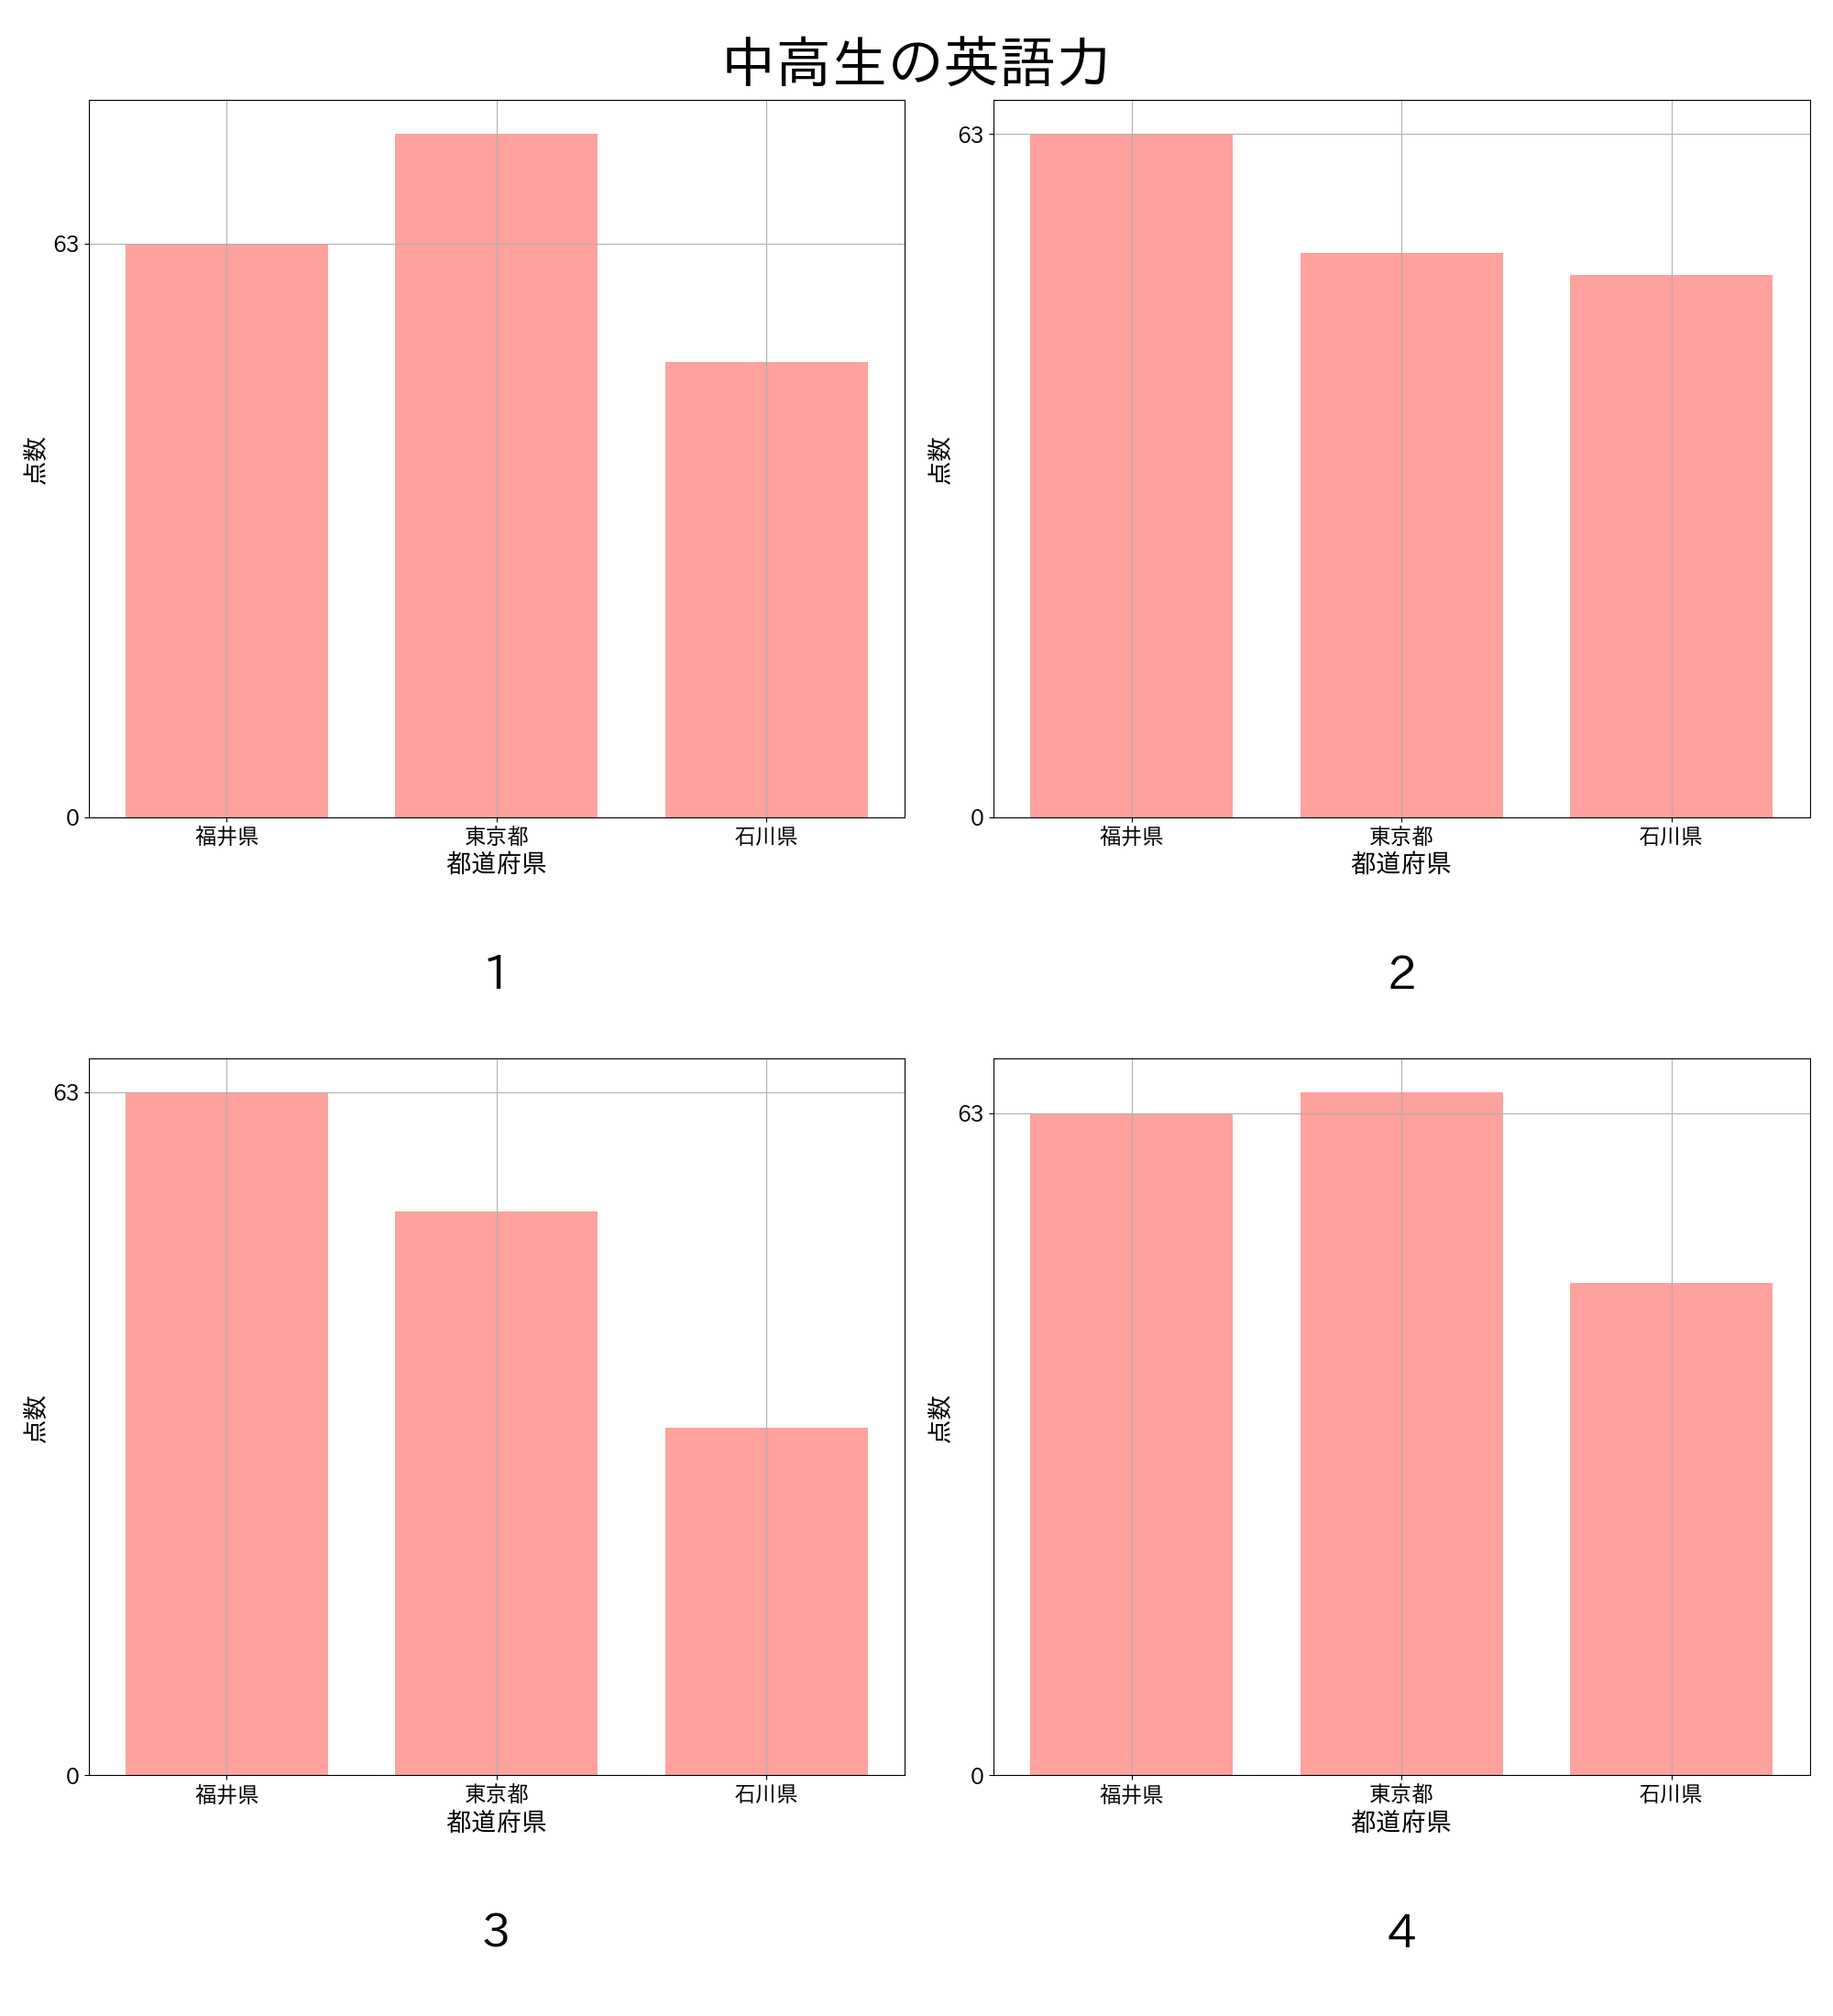 中高生の英語力
63
0
点数
福井県 東京都 石川県
都道府県
1
63
0
点数
福井県 東京都 石川県
都道府県
2
63
0
点数
福井県 東京都 石川県
都道府県
3
63
0
点数
福井県 東京都 石川県
都道府県
4